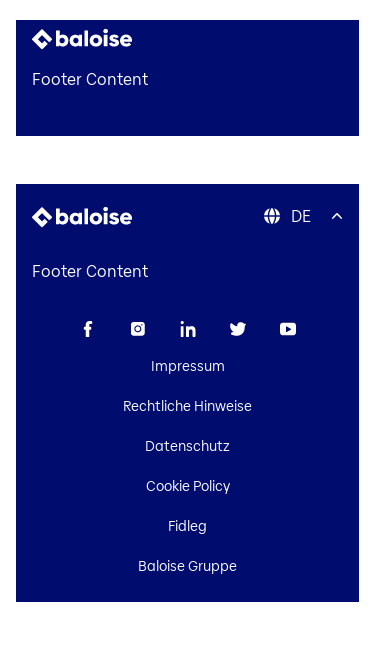 baloise
Footer Content
baloise
DE
Footer Content
Impressum
Rechtliche Hinweise
Datenschutz
Cookie Policy
Fidleg
Baloise Gruppe